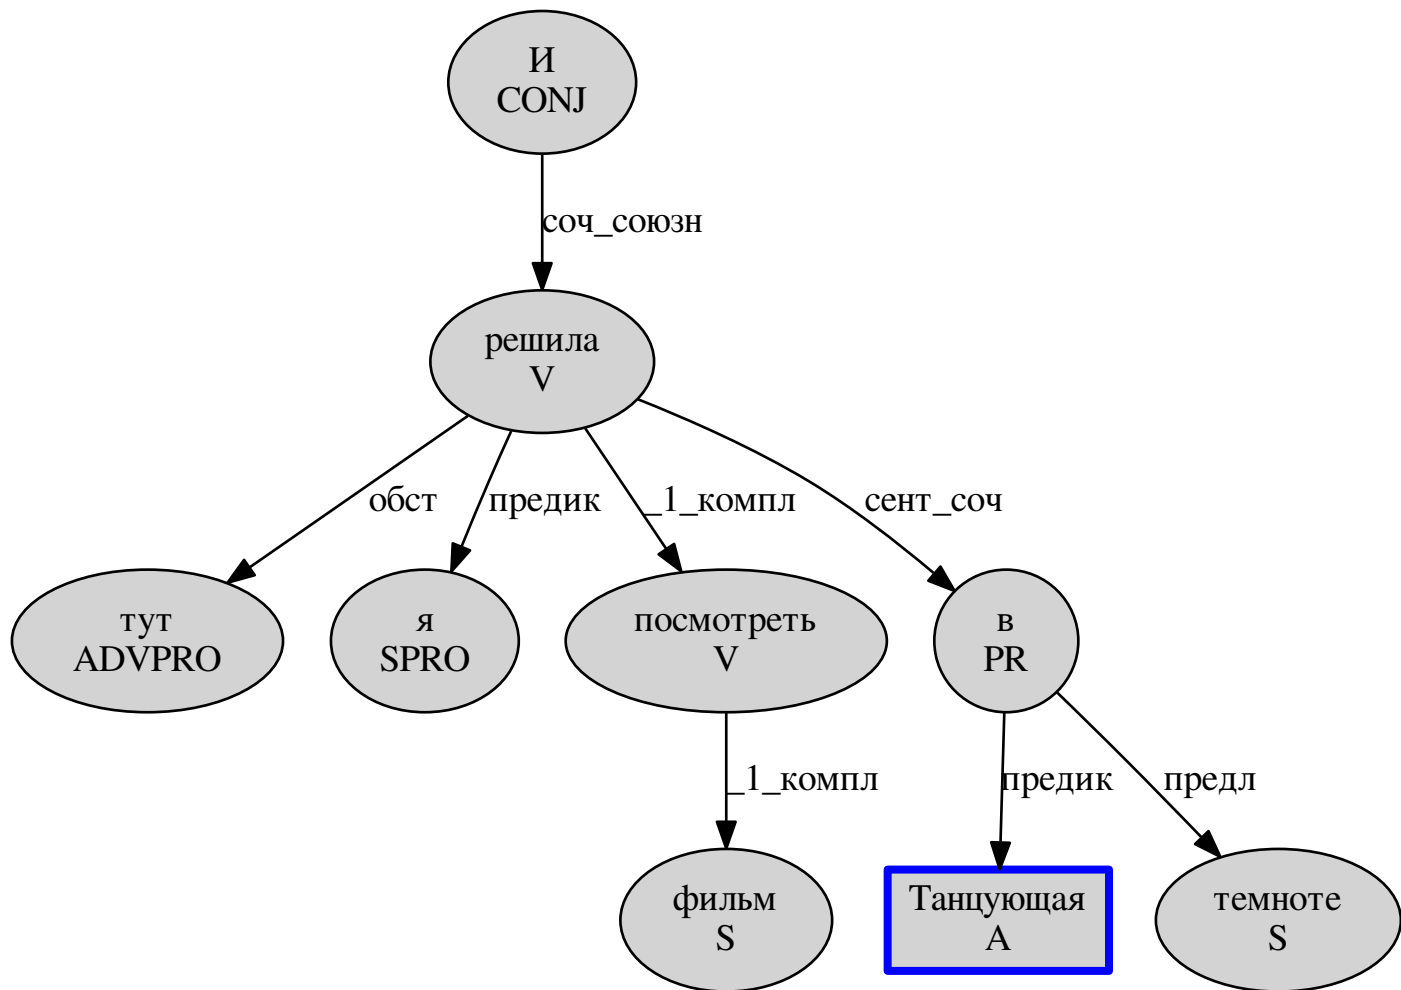 И
CONJ
соч_союзн
решила
V
обст
предик
_1_компл
сент_соч
тут
ADVPRO
я
SPRO
посмотреть
V
в
PR
_1_компл
предик
предл
фильм
S
Танцующая
A
темноте
S